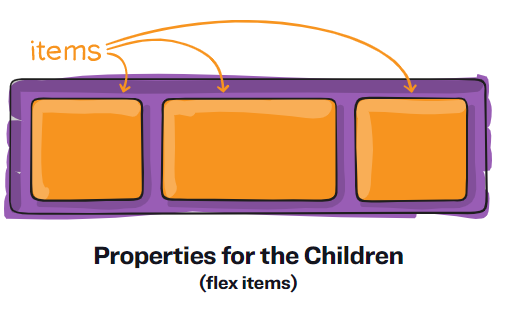 items
Properties for the Children
(flex items)